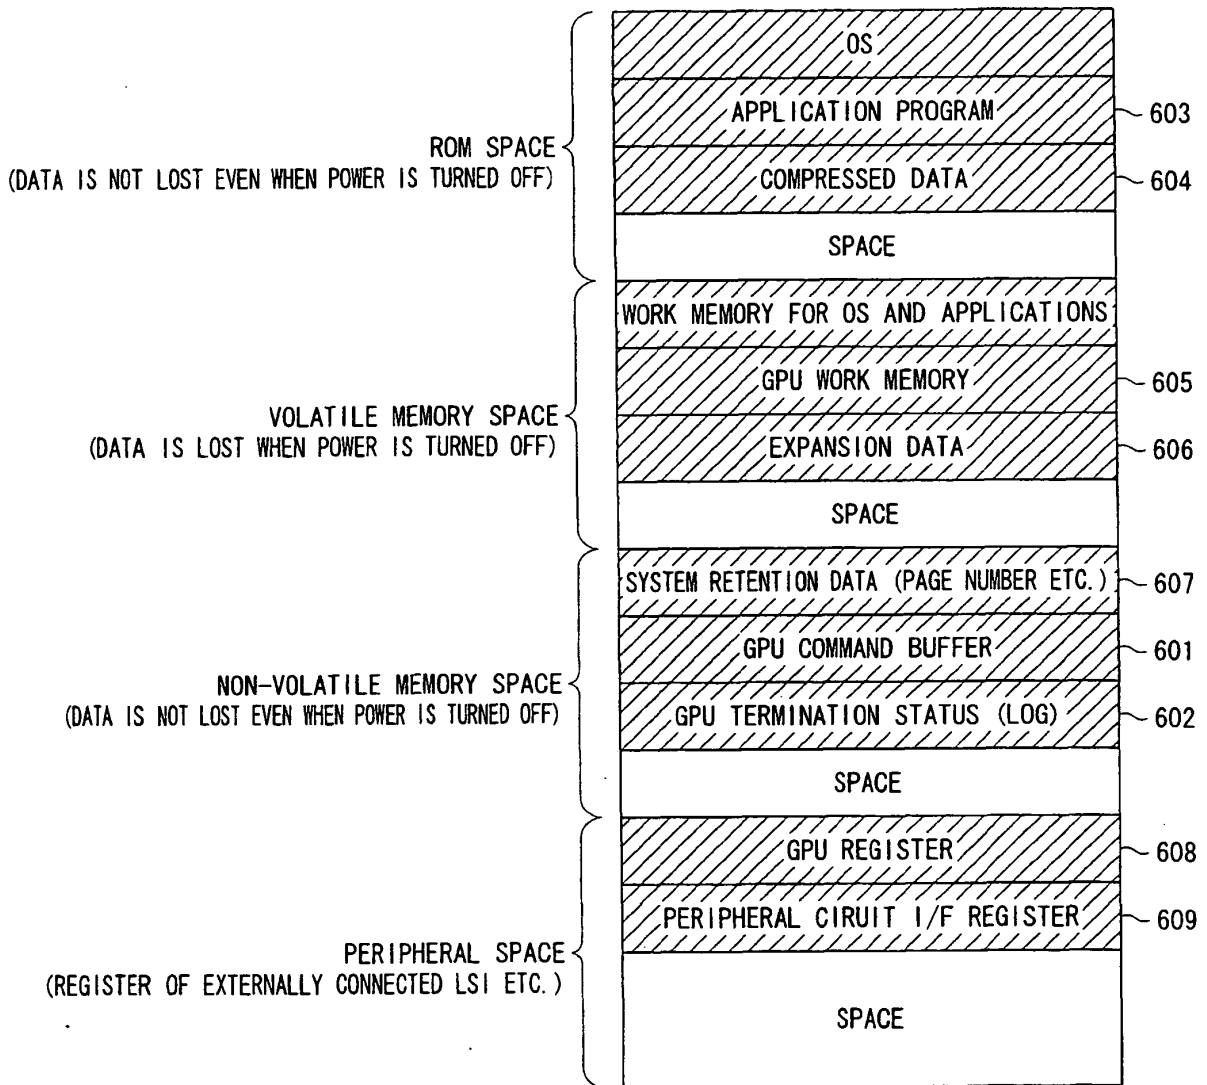 OS
APPLICATION PROGRAM
603
ROM SPACE
(DATA IS NOT LOST EVEN WHEN POWER IS TURNED OFF)
COMPRESSED DATA
604
SPACE
WORK MEMORY FOR OS AND APPLICATIONS
GPU WORK MEMORY
605
VOLATILE MEMORY SPACE
(DATA IS LOST WHEN POWER IS TURNED OFF)
EXPANSION DATA
606
SPACE
SYSTEM RETENTION DATA (PAGE NUMBER ETC.)
607
GPU COMMAND BUFFER
601
NON-VOLATILE MEMORY SPACE
(DATA IS NOT LOST EVEN WHEN POWER IS TURNED OFF)
GPU TERMINATION STATUS (LOG)
602
SPACE
GPU REGISTER
608
PERIPHERAL CIRUIT I/F REGISTER
609
PERIPHERAL SPACE
(REGISTER OF EXTERNALLY CONNECTED LSI ETC.)
SPACE